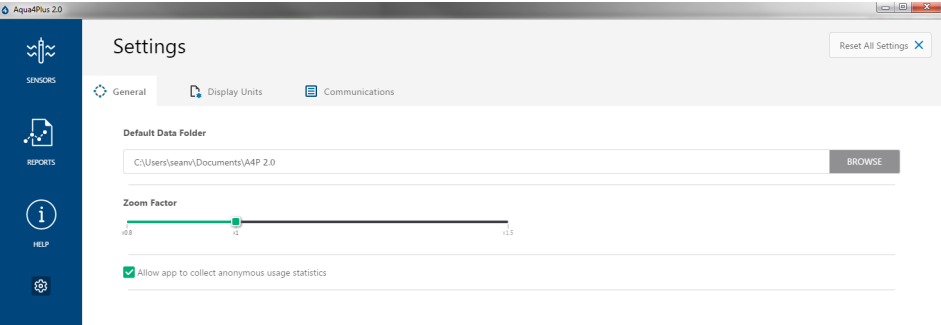 Aqua4Plus 2.0
Settings
Reset All Settings
SENSORS
General
Display Units
Communications
Default Data Folder
C:\Users\seanv\Documents\A4P 2.0
BROWSE
REPORTS
Zoom Factor
x0.8
x1
x1.5
HELP
Allow app to collect anonymous usage statistics